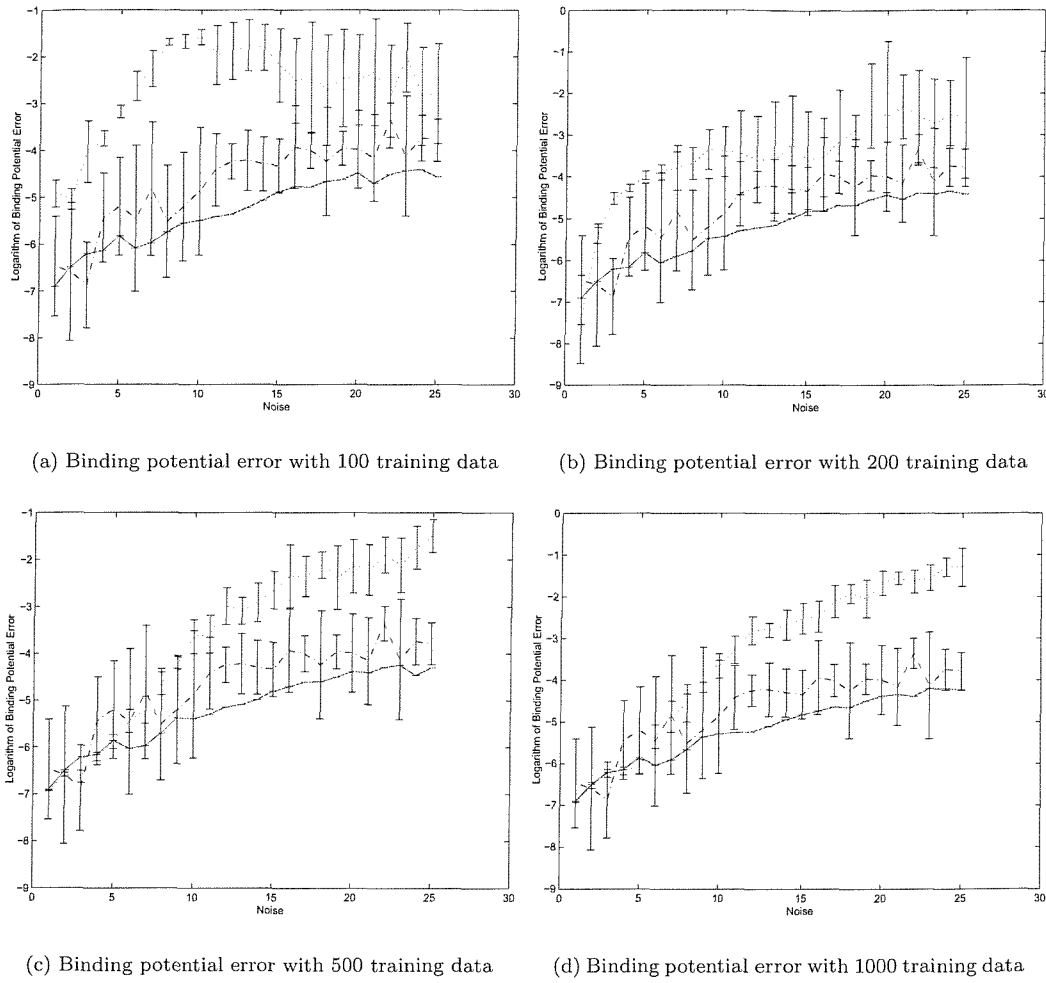 -1
-2
-3
-4
-5
-6
-7
-8
-9
Logarithm of Binding Potential Error
0 5 10 15 20 25 30
Noise
(a) Binding potential error with 100 training data
0
-1
-2
-3
-4
-5
-6
-7
-8
-9
Logarithm of Binding Potential Error
0 5 10 15 20 25 30
Noise
(b) Binding potential error with 200 training data
-1
-2
-3
-4
-5
-6
-7
-8
-9
Logarithm of Binding Potential Error
0 5 10 15 20 25 30
Noise
(c) Binding potential error with 500 training data
0
-1
-2
-3
-4
-5
-6
-7
-8
-9
Logarithm of Binding Potential Error
0 5 10 15 20 25 30
Noise
(d) Binding potential error with 1000 training data